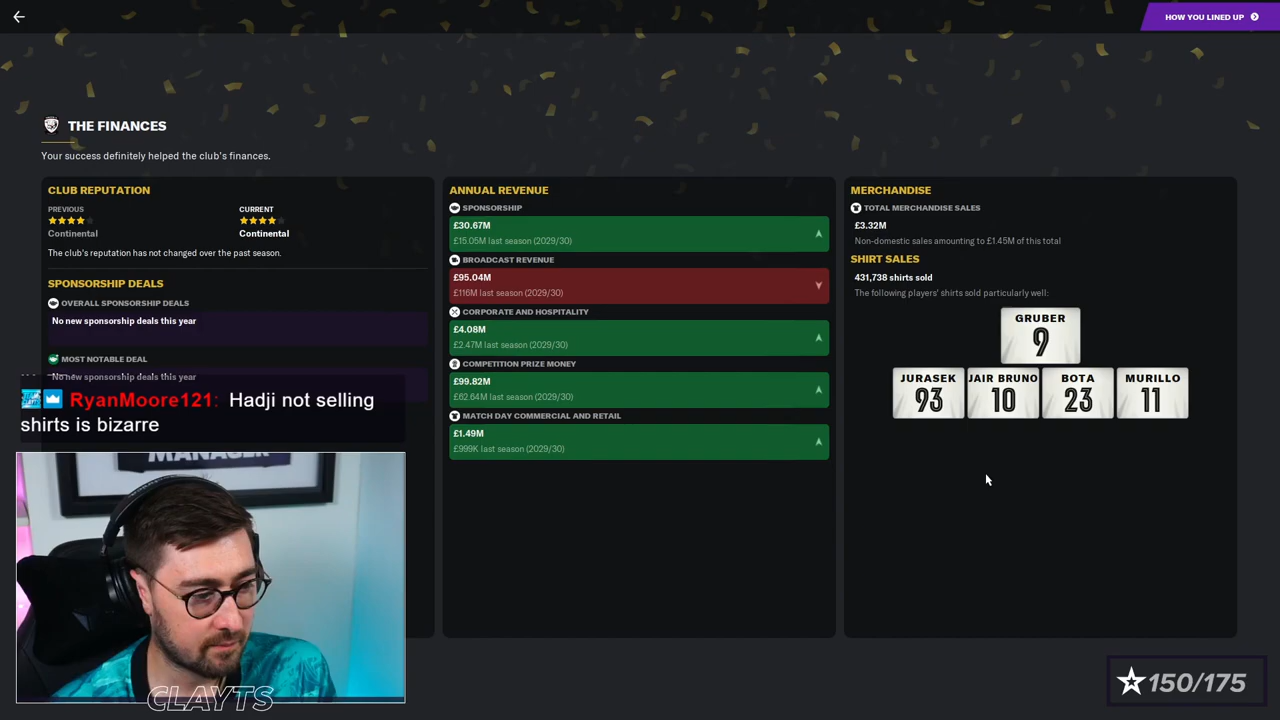 HOW YOU LINED UP
THE FINANCES
Your success definitely helped the club's finances.
CLUB REPUTATION
PREVIOUS
CURRENT
Continental
Continental
The club's reputation has not changed over the past season.
SPONSORSHIP DEALS
OVERALL SPONSORSHIP DEALS
No new sponsorship deals this year
MOST NOTABLE DEAL
No new sponsorship deals this year
RyanMoore121: Hadji not selling
shirts is bizarre
MANAGER
CLAYTS
ANNUAL REVENUE
SPONSORSHIP
£30.67M
£15.05M last season (2029/30)
BROADCAST REVENUE
£95.04M
£116M last season (2029/30)
CORPORATE AND HOSPITALITY
£4.08M
£2.47M last season (2029/30)
COMPETITION PRIZE MONEY
£99.82M
£62.64M last season (2029/30)
MATCH DAY COMMERCIAL AND RETAIL
£1.49M
£999K last season (2029/30)
MERCHANDISE
TOTAL MERCHANDISE SALES
£3.32M
Non-domestic sales amounting to £1.45M of this total
SHIRT SALES
431,738 shirts sold
The following players' shirts sold particularly well:
GRUBER
9
JURASEK JAIR BRUNO BOTA MURILLO
93 10 23 11
150/175